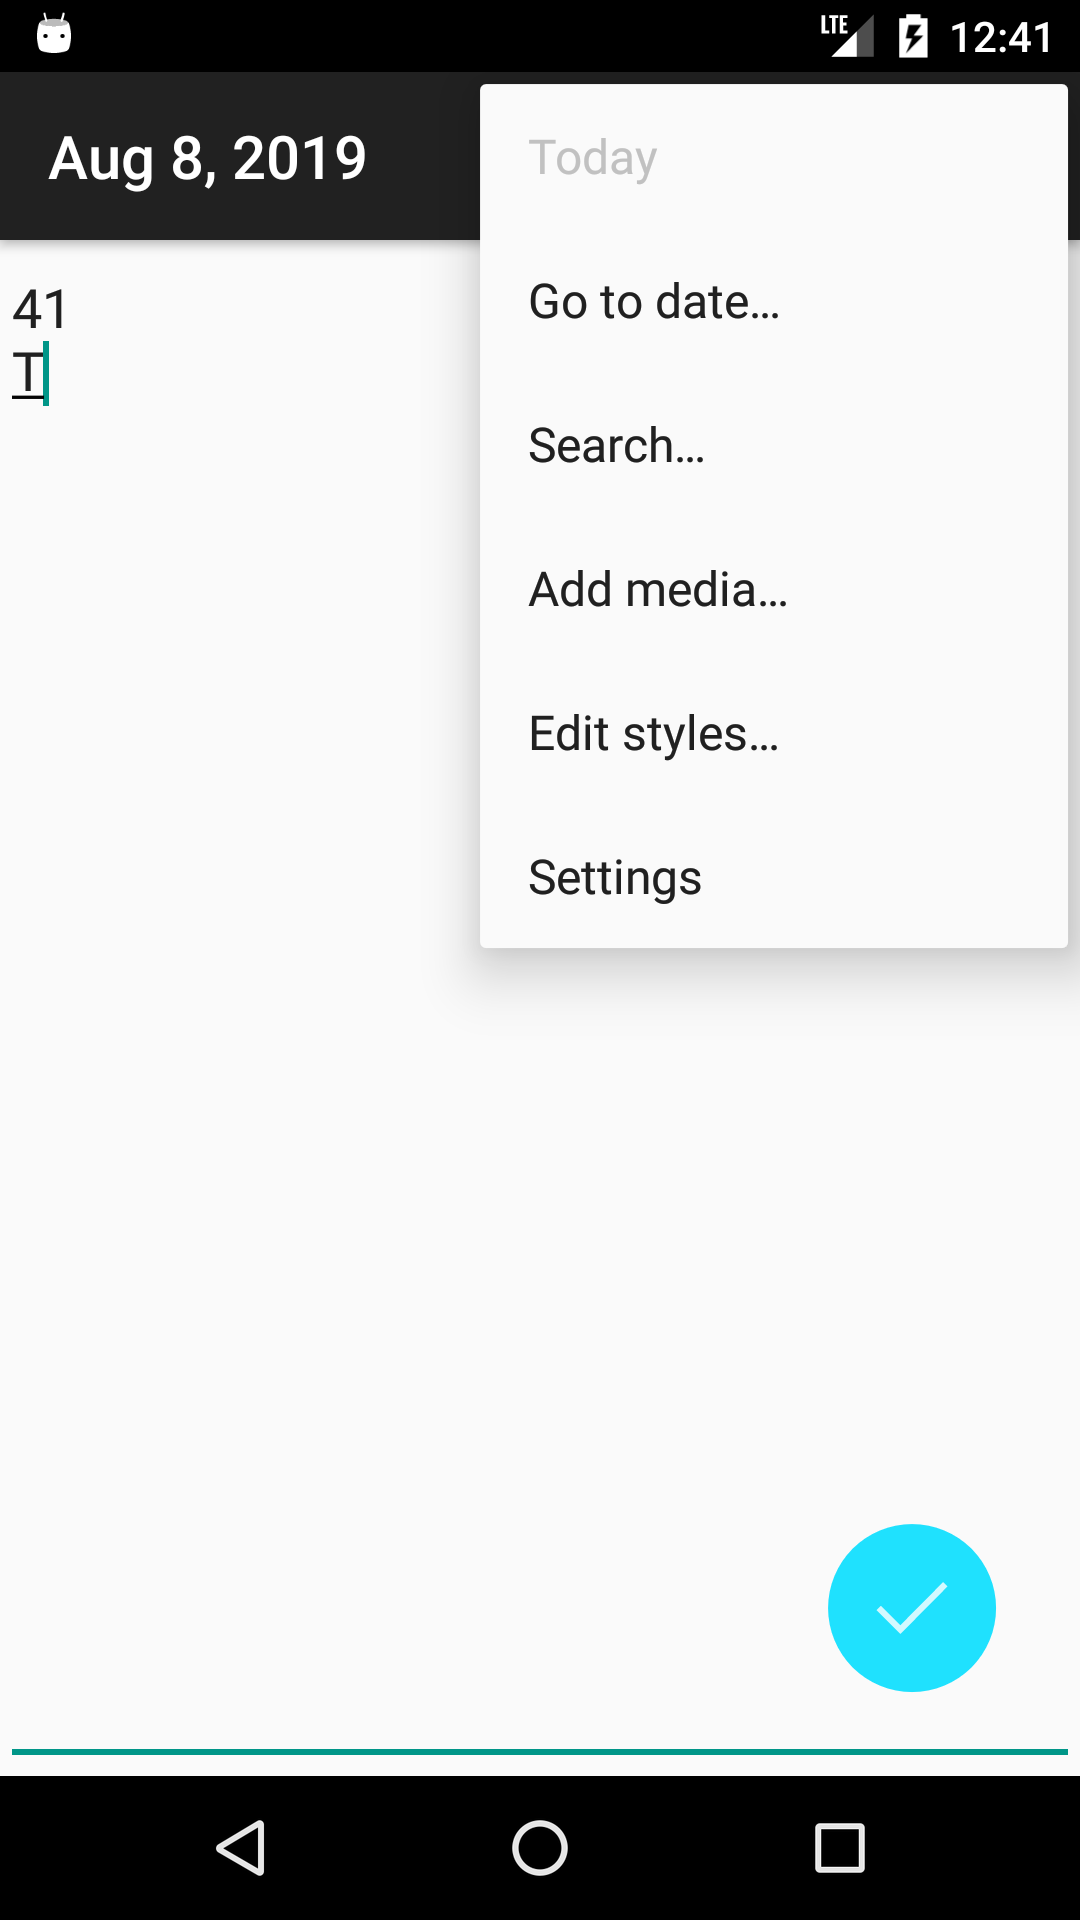 LTE 12:41
Aug 8, 2019
Today
Go to date...
Search...
Add media...
Edit styles...
Settings
41
T